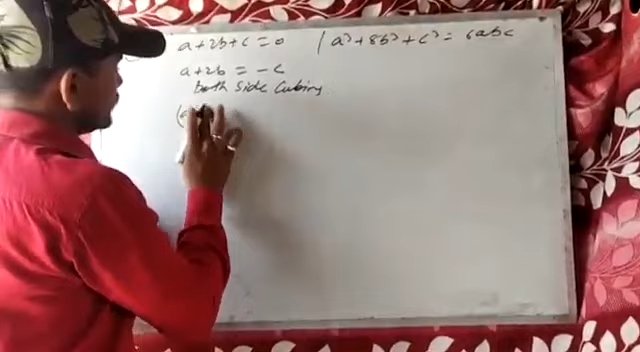 a+2b+c=0 | a³+8b³+c³=6abc
a+2b=-c
both side Cubing
(a